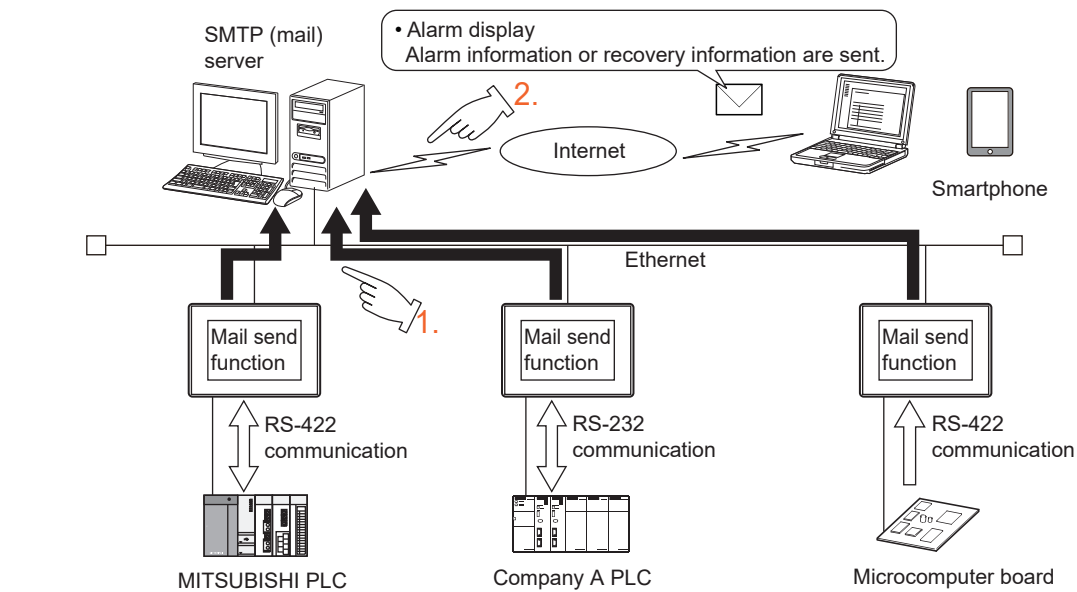 SMTP (mail)
server
• Alarm display
Alarm information or recovery information are sent.
2.
Internet
Smartphone
Ethernet
1.
Mail send
function
Mail send
function
Mail send
function
RS-422
communication
RS-232
communication
RS-422
communication
MITSUBISHI PLC
Company A PLC
Microcomputer board